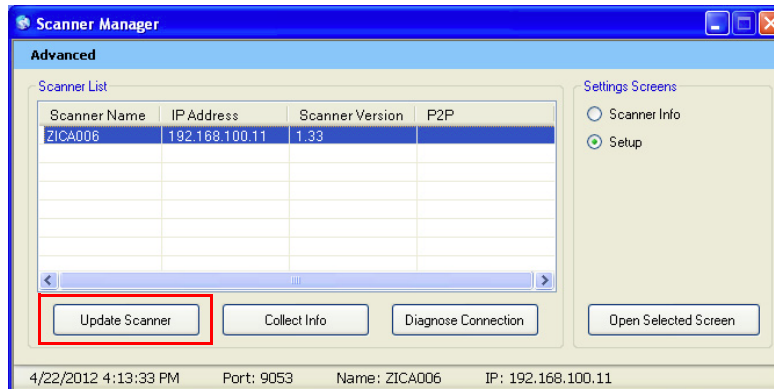 Scanner Manager
Advanced
Scanner List
Settings Screens
Scanner Name IP Address Scanner Version P2P
ZICA006 192.168.100.11 1.33
Scanner Info
Setup
Update Scanner Collect Info Diagnose Connection Open Selected Screen
4/22/2012 4:13:33 PM Port: 9053 Name: ZICA006 IP: 192.168.100.11